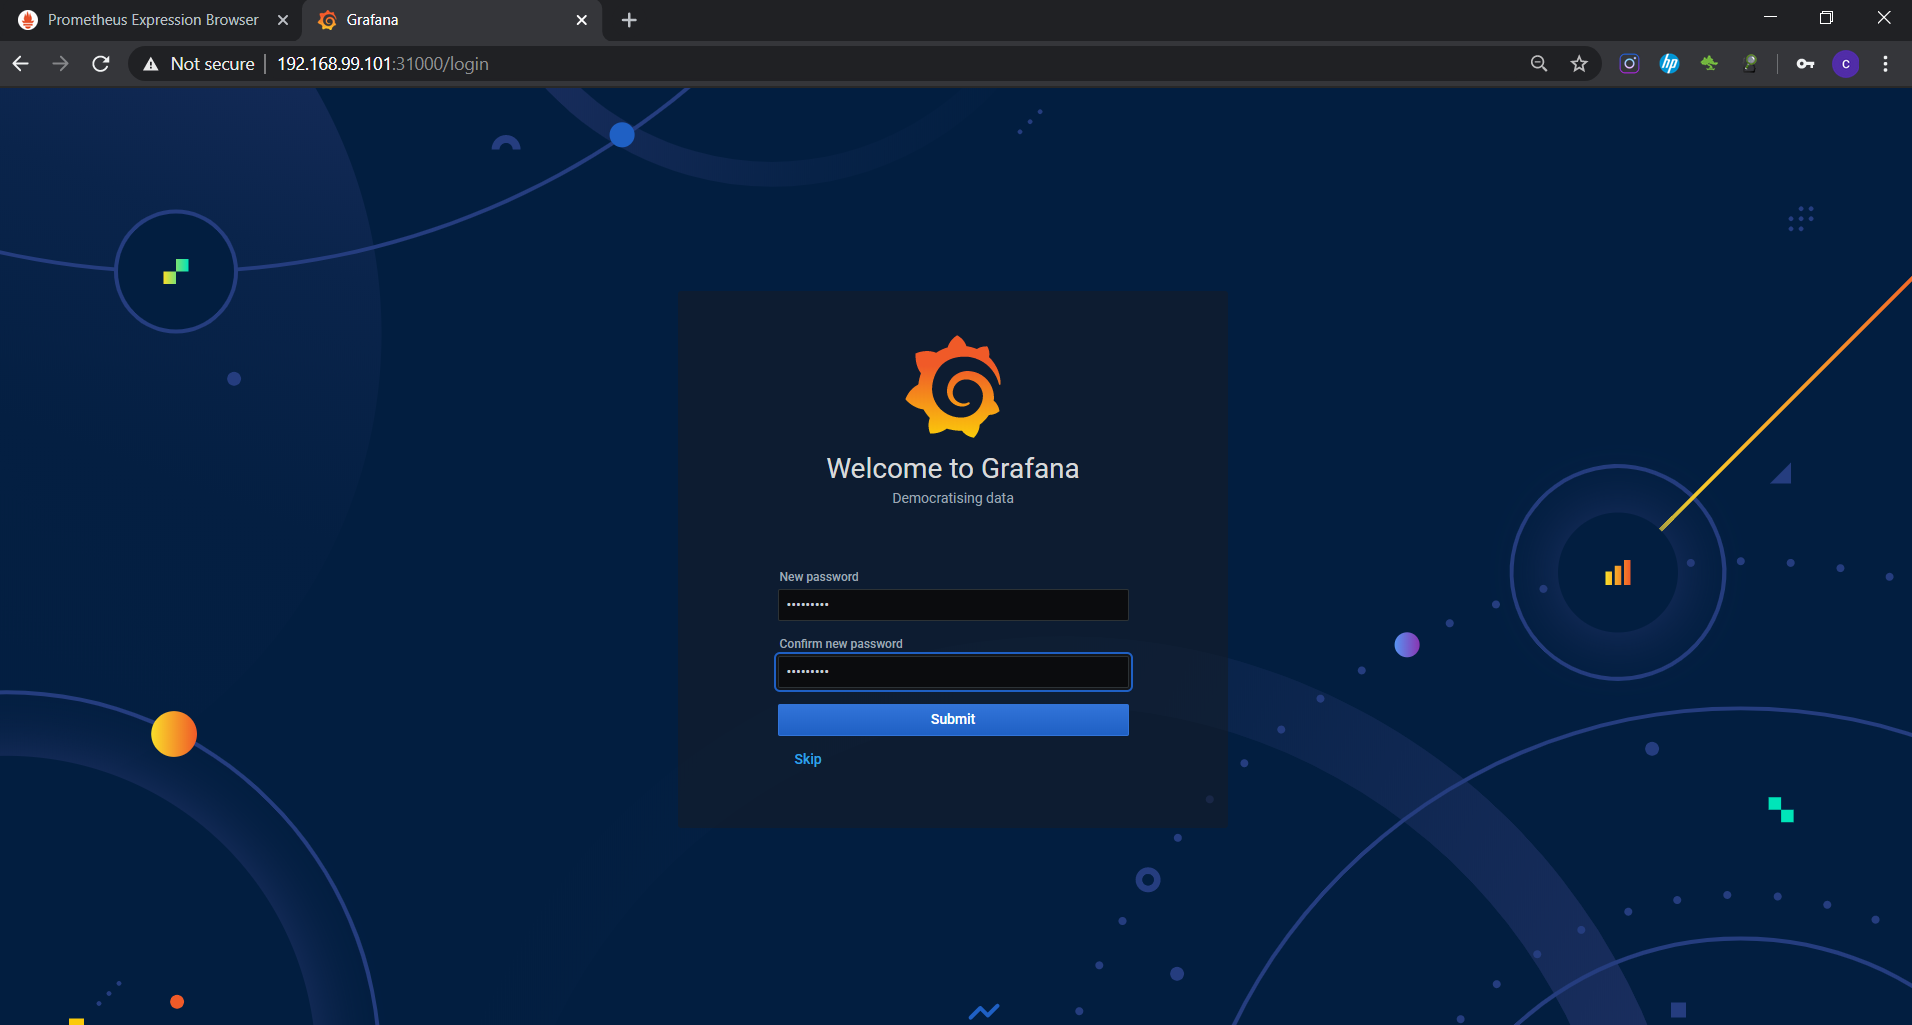 Prometheus Expression Browser
Grafana
Not secure
192.168.99.101:31000/login
hp
c
Welcome to Grafana
Democratising data
New password
•••••••••
Confirm new password
•••••••••
Submit
Skip